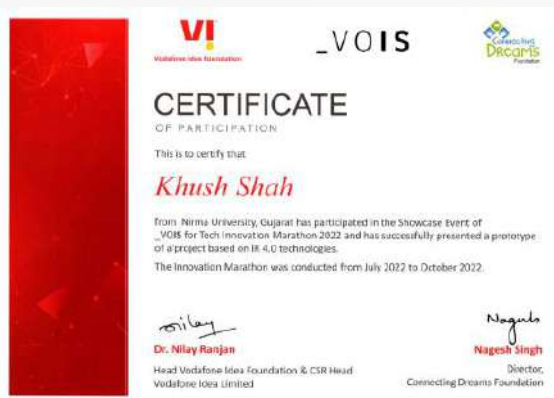 VI
Vodafone Idea Foundation
_VOIS
Connecting
Dreams
Foundation
CERTIFICATE
OF PARTICIPATION
This is to certify that
Khush Shah
from Nirma University, Gujarat has participated in the Showcase Event of
_VOIS for Tech Innovation Marathon 2022 and has successfully presented a prototype
of a project based on IR 4.0 technologies.
The Innovation Marathon was conducted from July 2022 to October 2022.
Nilay
Nagesh
Dr. Nilay Ranjan
Nagesh Singh
Head Vodafone Idea Foundation & CSR Head
Vodafone Idea Limited
Director,
Connecting Dreams Foundation